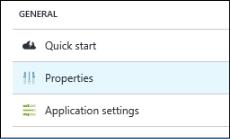 GENERAL
Quick start
Properties
Application settings